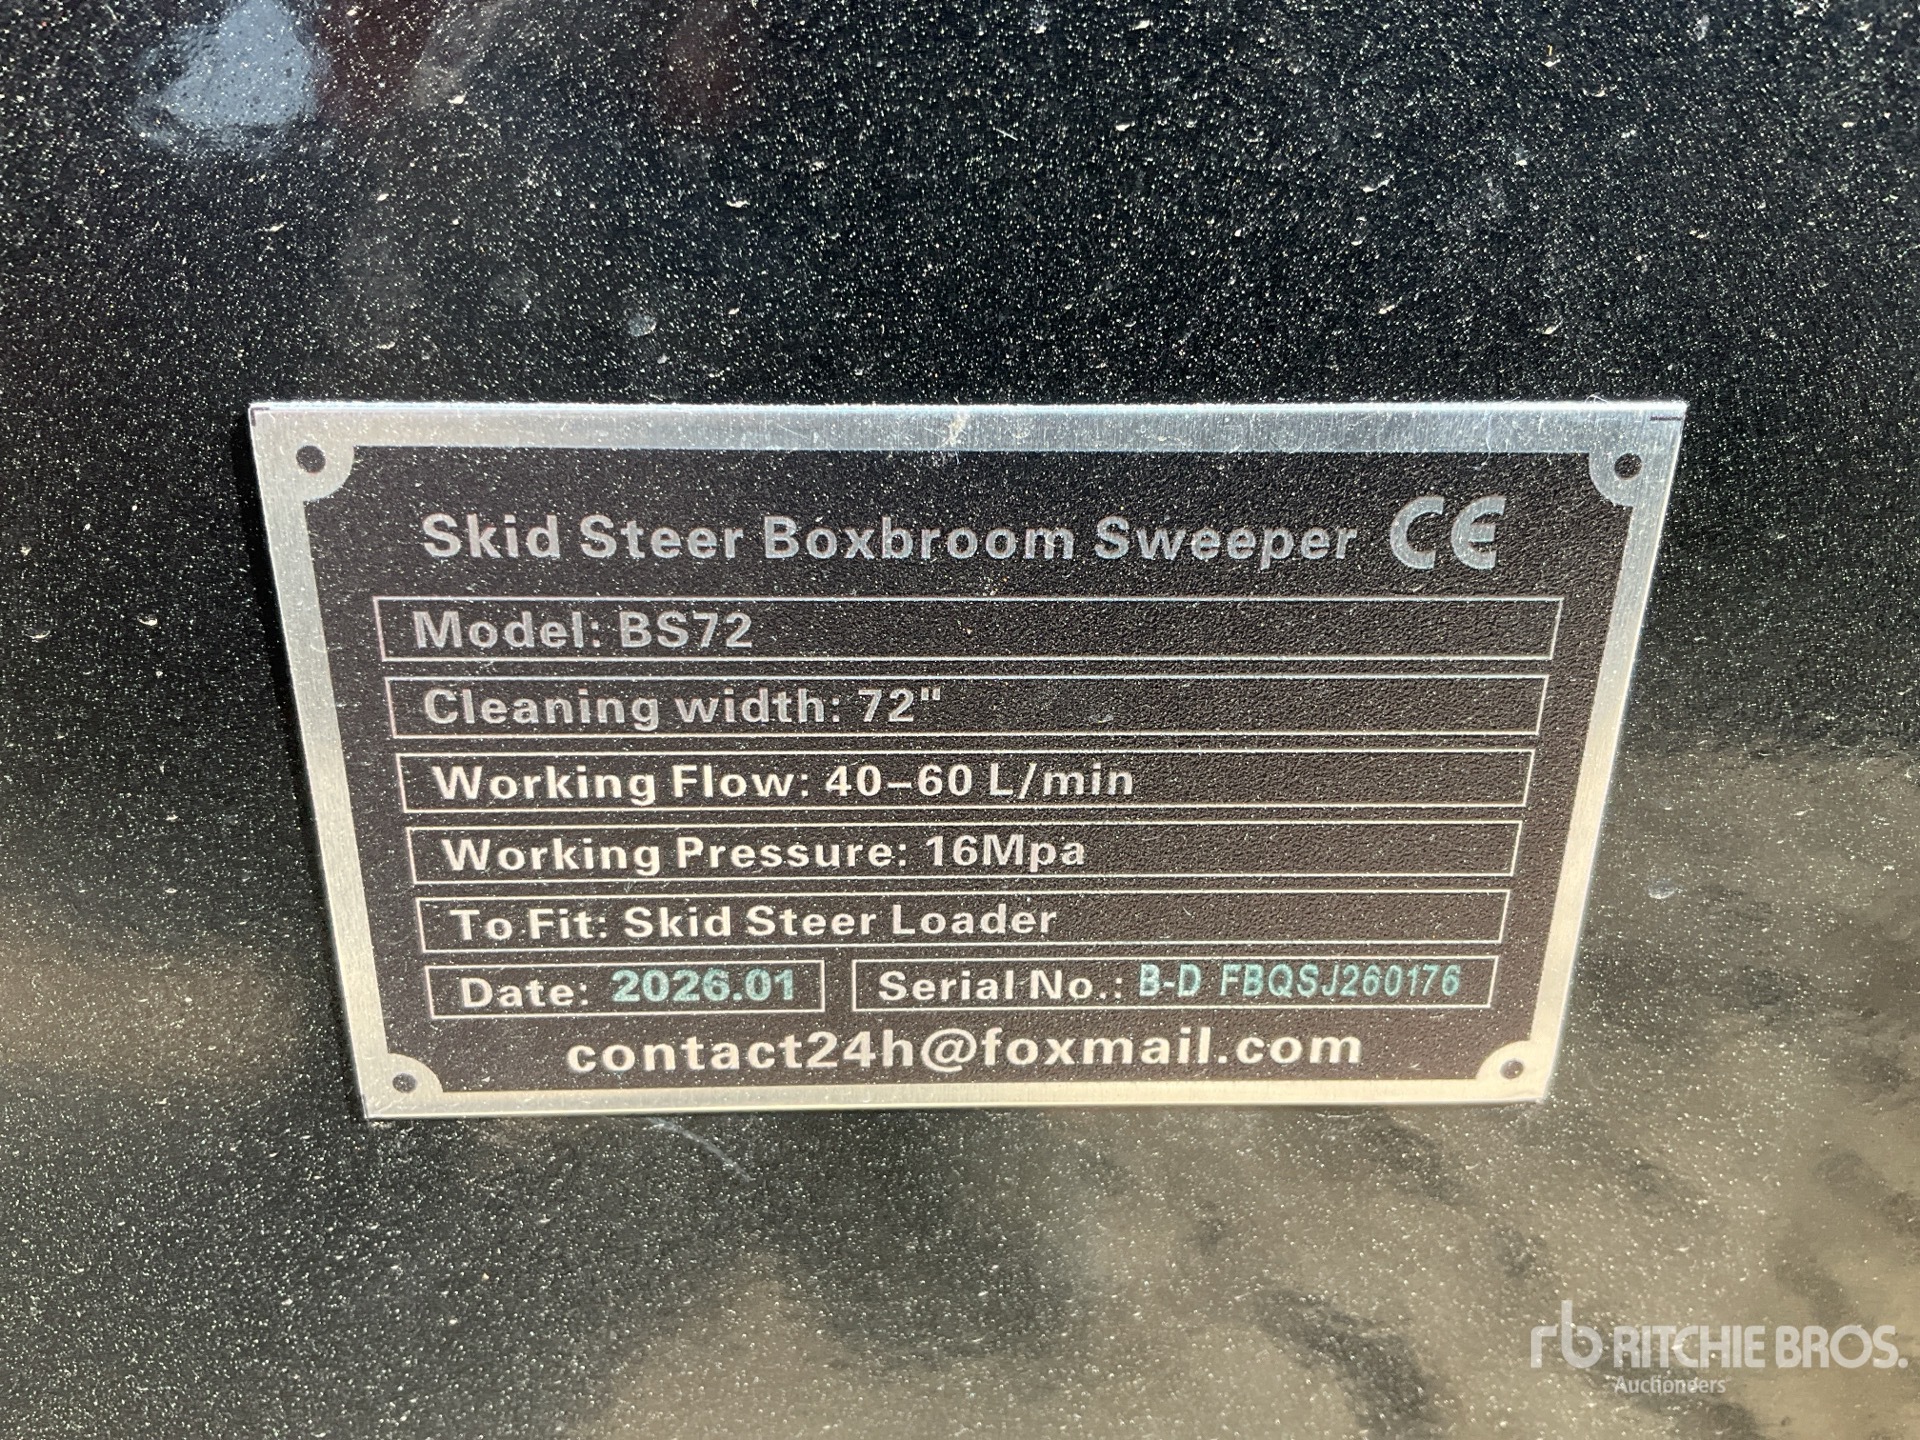 Skid Steer Boxbroom Sweeper CE
Model: BS72
Cleaning width: 72"
Working Flow: 40-60 L/min
Working Pressure: 16Mpa
To Fit: Skid Steer Loader
Date: 2026.01 Serial No.: B-D FBQSJ260176
contact24h@foxmail.com
rb RITCHIE BROS.
Auctioneers